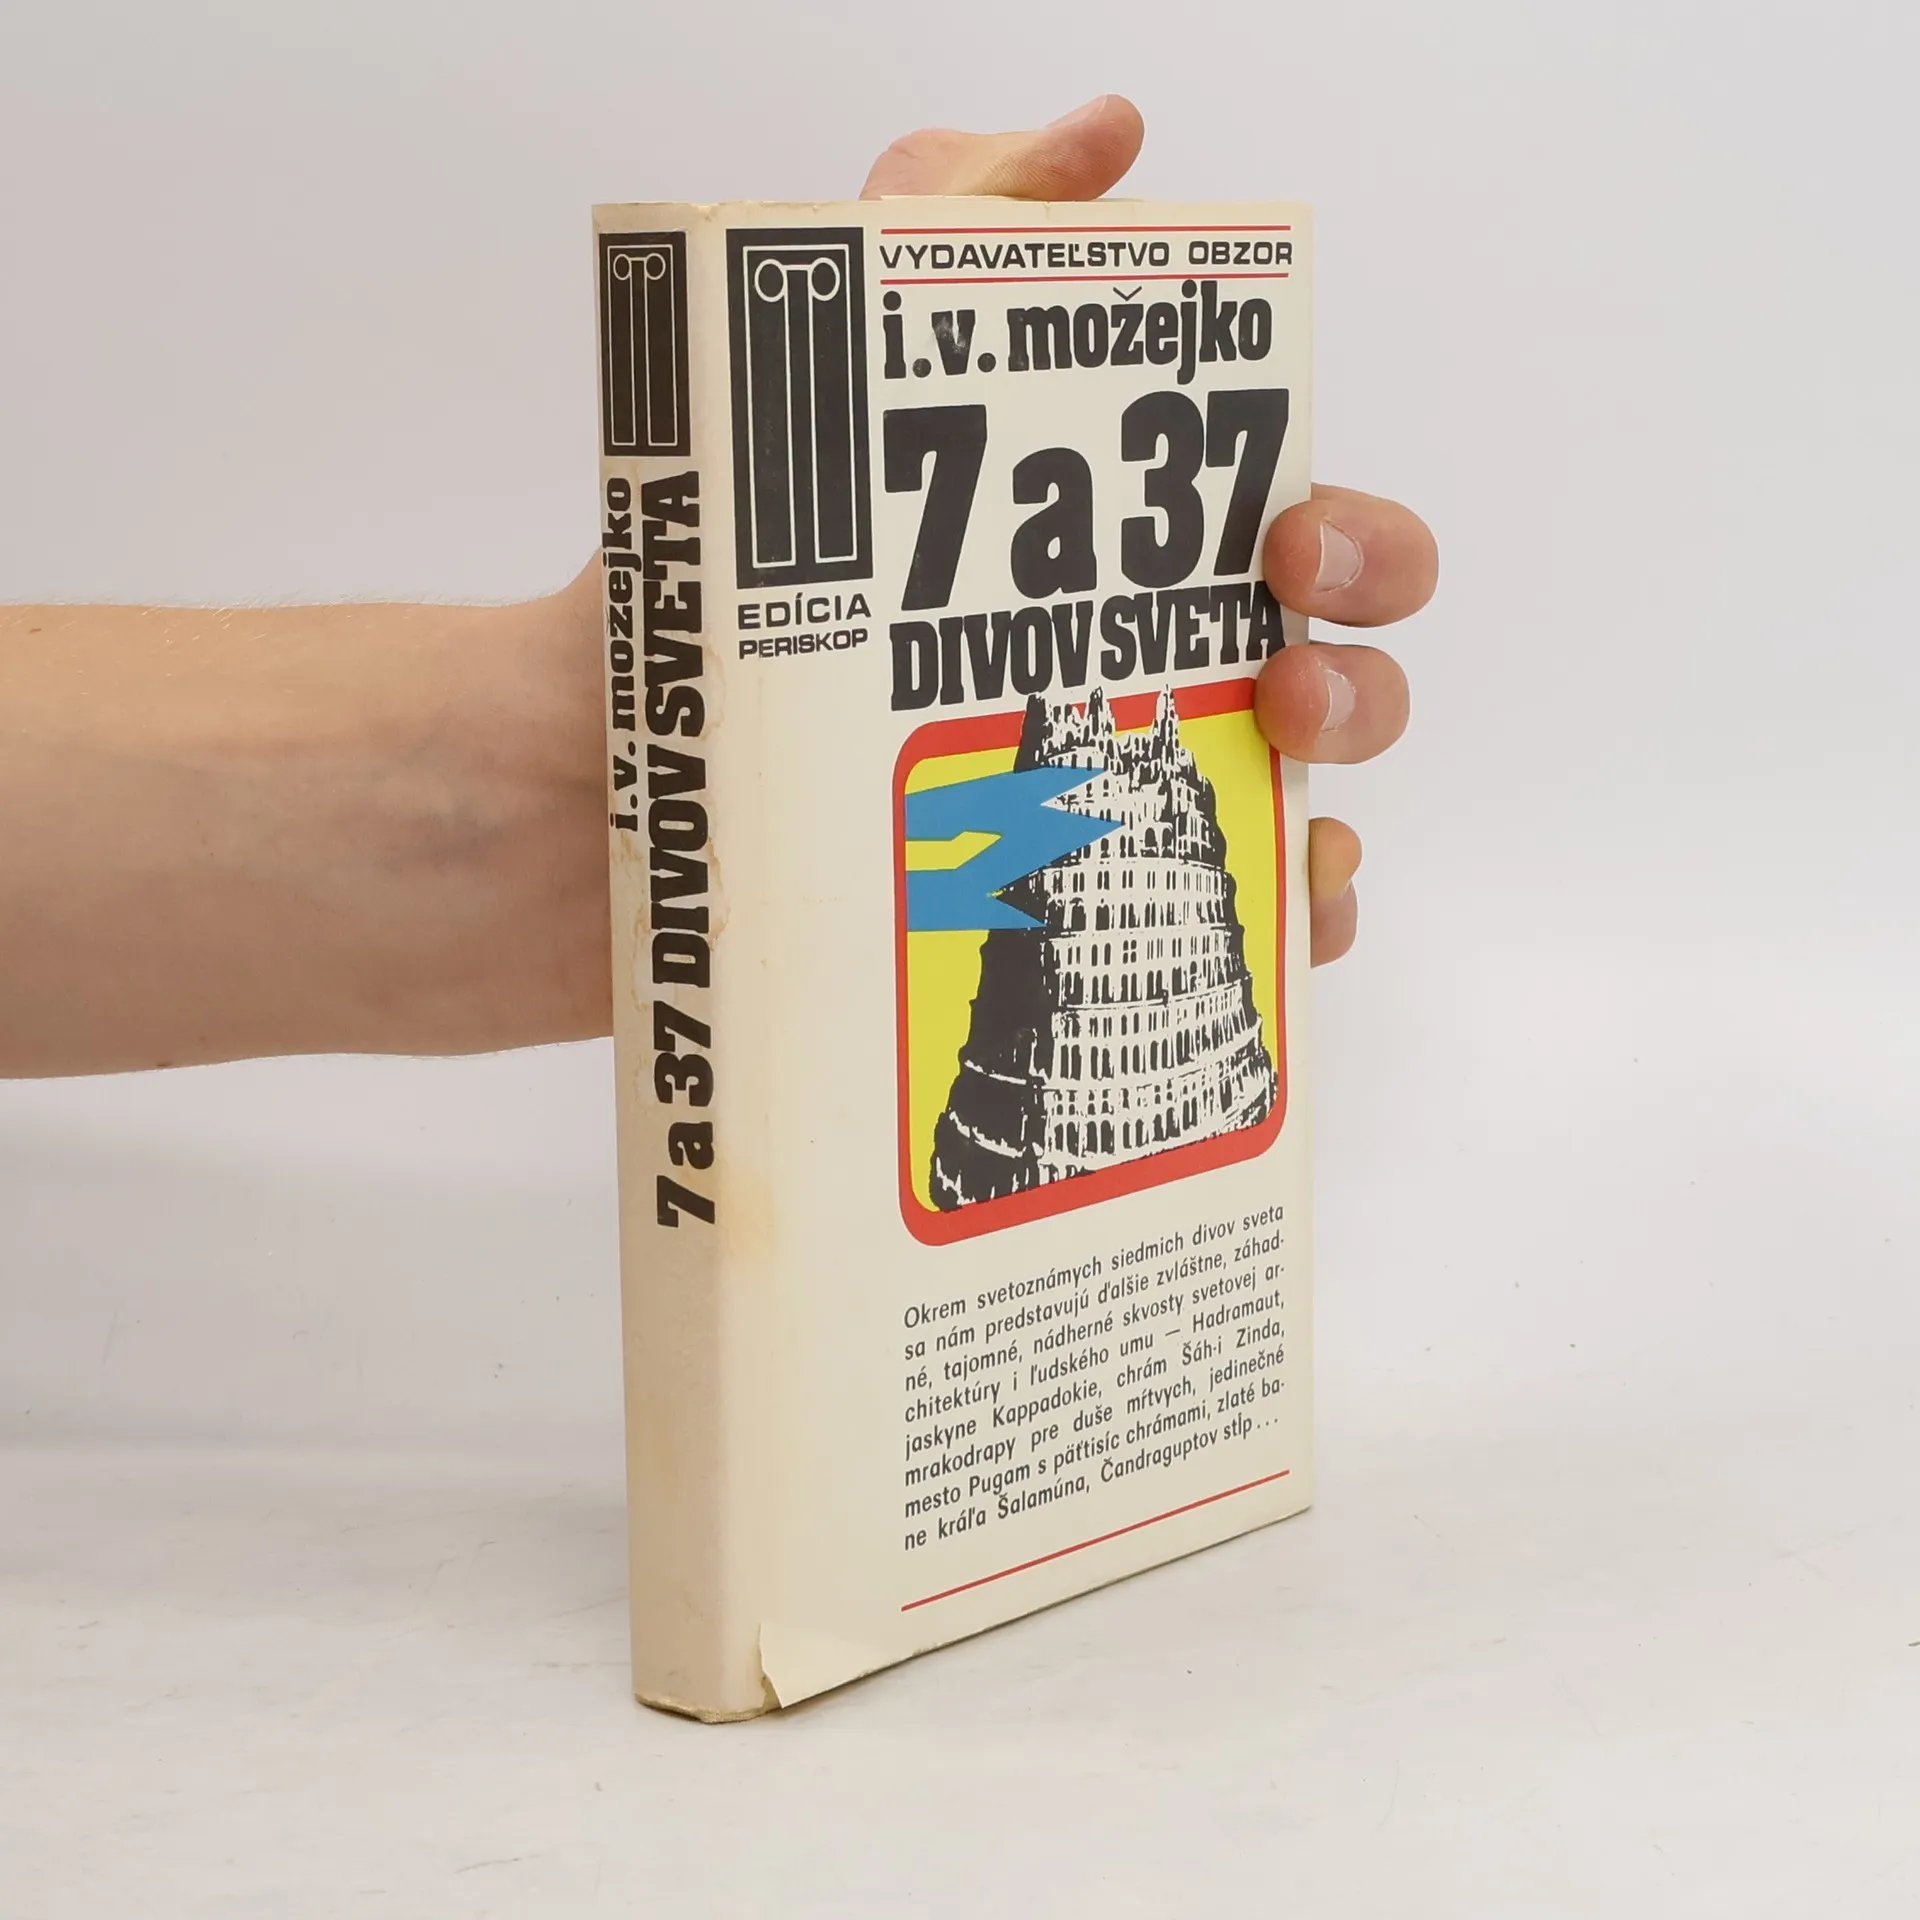 i.v. možejko
7 a 37 DIVOV SVETA
VYDAVATEĽSTVO OBZOR
i.v. možejko
7 a 37
DIVOV SVETA
EDÍCIA
PERISKOP
Okrem svetoznámych siedmich divov sveta
sa nám predstavujú ďalšie zvláštne, záhad-
né, tajomné, nádherné skvosty svetovej ar-
chitektúry i ľudského umu — Hadramaut,
jaskyne Kappadokie, chrám Šáh-i Zinda,
mrakodrapy pre duše mŕtvych, jedinečné
mesto Pugam s päťtisíc chrámami, zlaté ba-
ne kráľa Šalamúna, Čandraguptov stĺp...